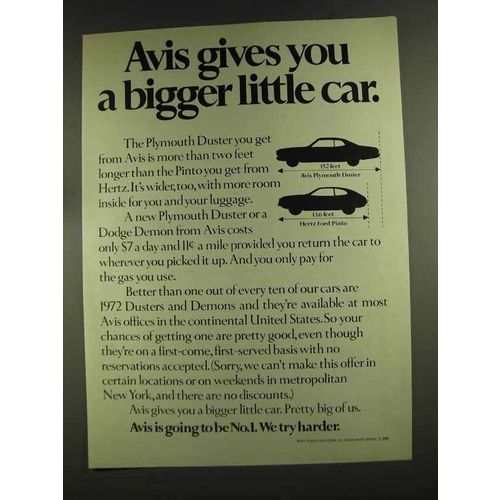 Avis gives you
a bigger little car.
The Plymouth Duster you get
from Avis is more than two feet
longer than the Pinto you get from
Hertz. It's wider, too, with more room
inside for you and your luggage.
15.2 feet
Avis Plymouth Duster
13.6 feet
Hertz Ford Pinto
A new Plymouth Duster or a
Dodge Demon from Avis costs
only $7 a day and 11¢ a mile provided you return the car to
wherever you picked it up. And you only pay for
the gas you use.
Better than one out of every ten of our cars are
1972 Dusters and Demons and they're available at most
Avis offices in the continental United States. So your
chances of getting one are pretty good, even though
they're on a first-come, first-served basis with no
reservations accepted. (Sorry, we can't make this offer in
certain locations or on weekends in metropolitan
New York, and there are no discounts.)
Avis gives you a bigger little car. Pretty big of us.
Avis is going to be No.1. We try harder.